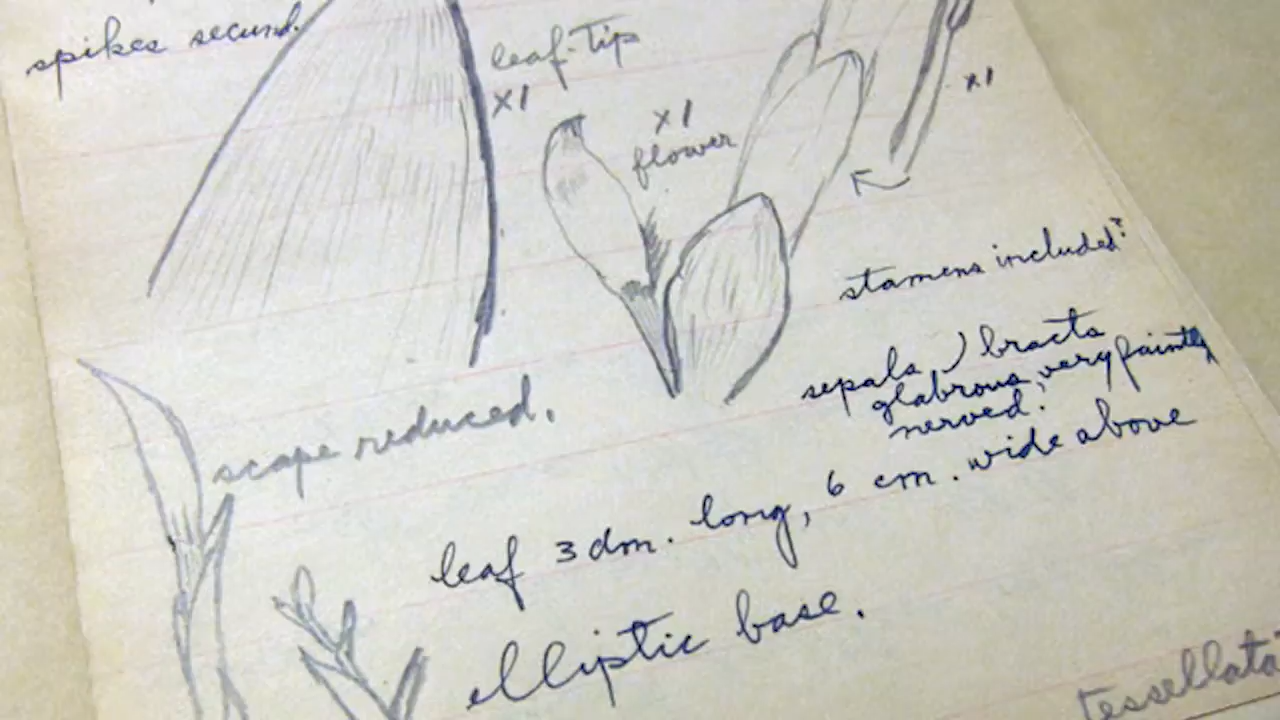 spikes secund.
leaf-tip
x1
x1
flower
x1
stamens included?
sepals ) bracts
glabrous, very faintly
nerved.
scape reduced.
leaf 3 dm. long, 6 cm. wide above
elliptic base.
tessellata